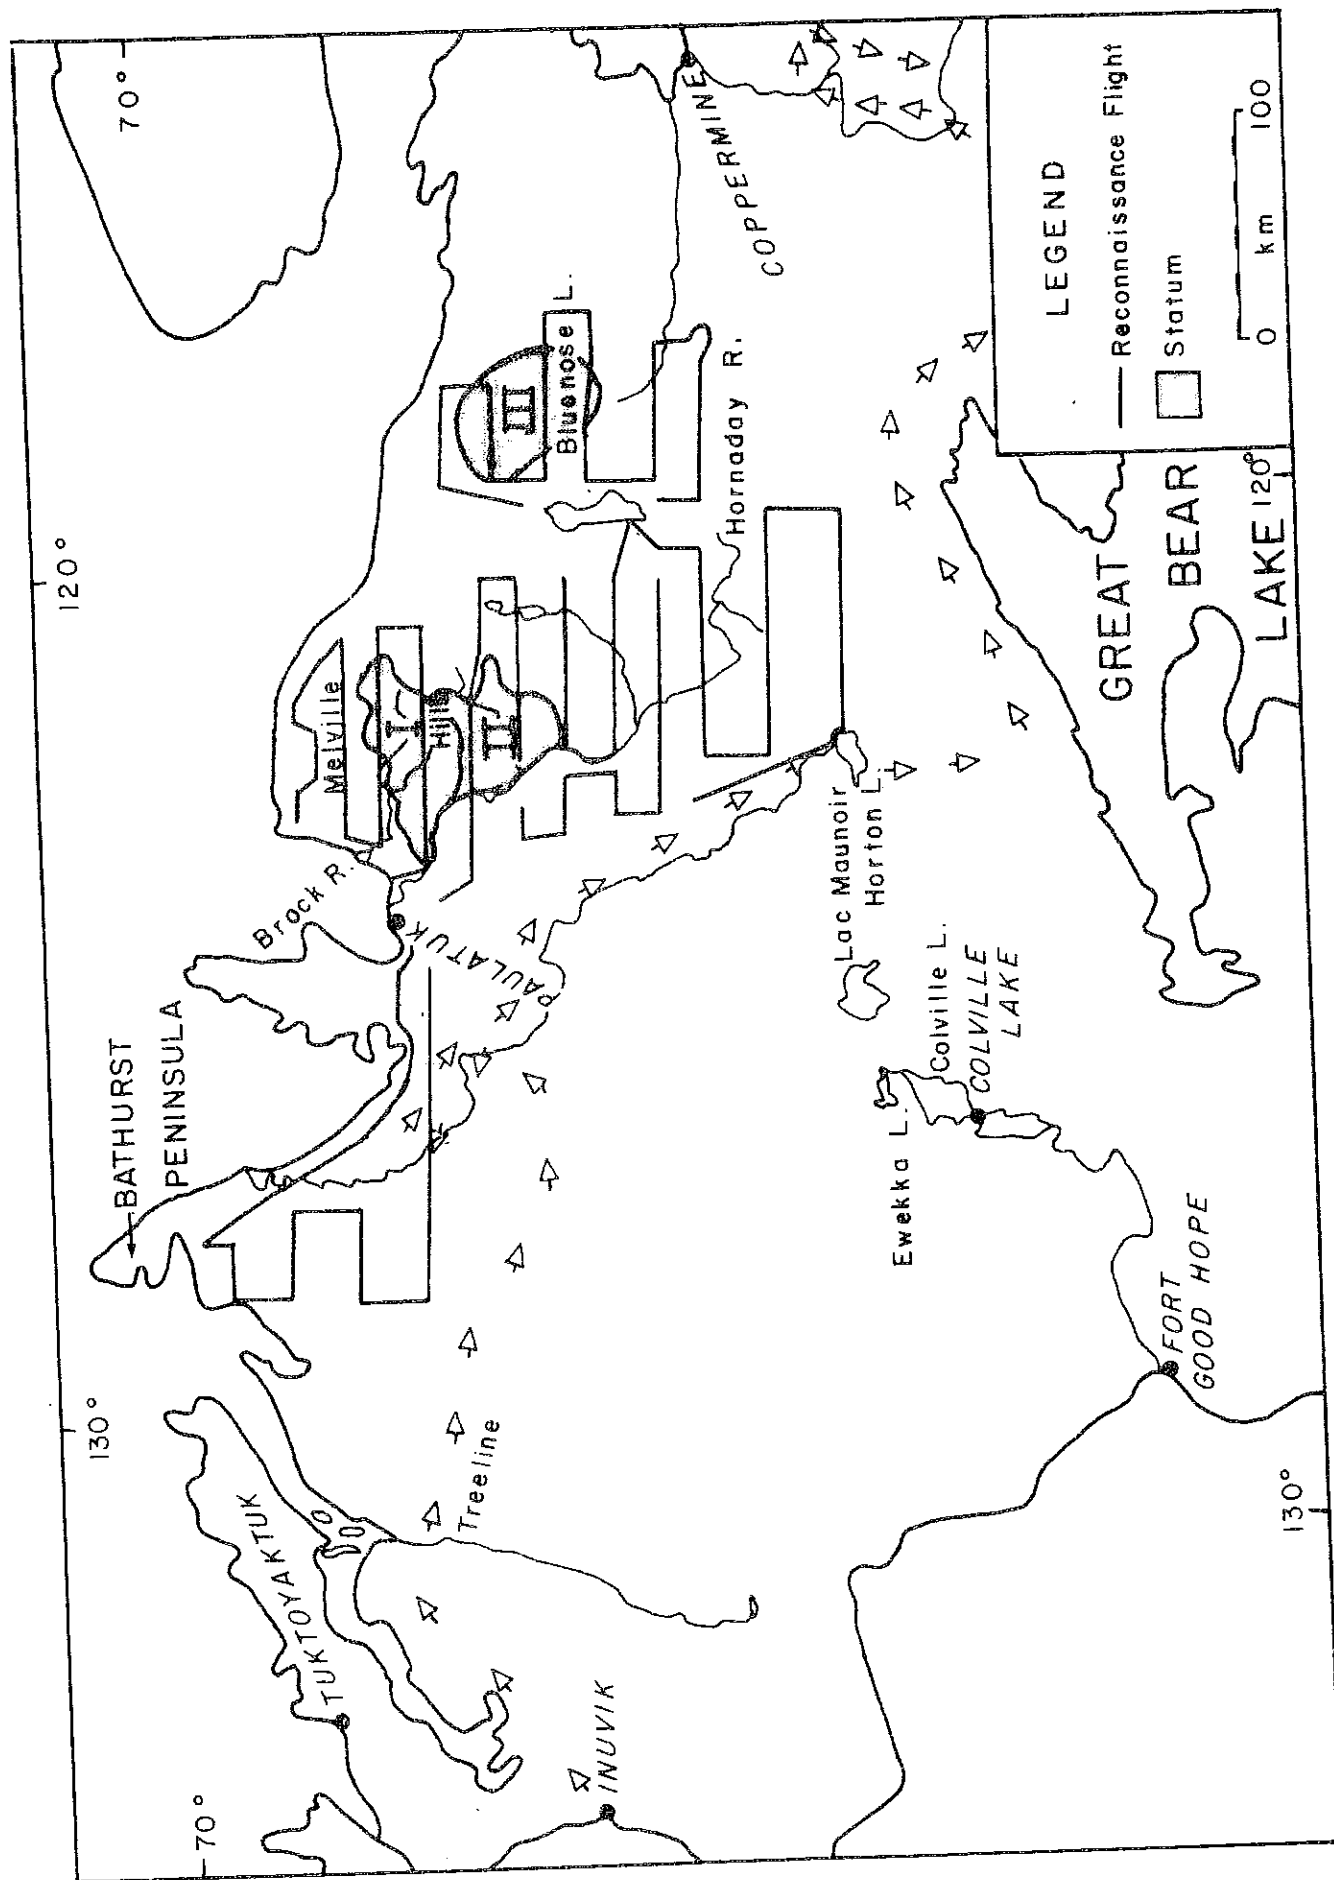 130°
120°
70°
70°
BATHURST
PENINSULA
TUKTOYAKTUK
Brock R.
Melville
Hills
I
II
III
PAULATUK
Bluenose L.
Treeline
INUVIK
Hornaday R.
COPPERMINE
Lac Maunoir
Horton L.
Ewekka L.
Colville L.
COLVILLE
LAKE
FORT
GOOD HOPE
GREAT
BEAR
LAKE
130°
120°
LEGEND
Reconnaissance Flight
Statum
0 km 100